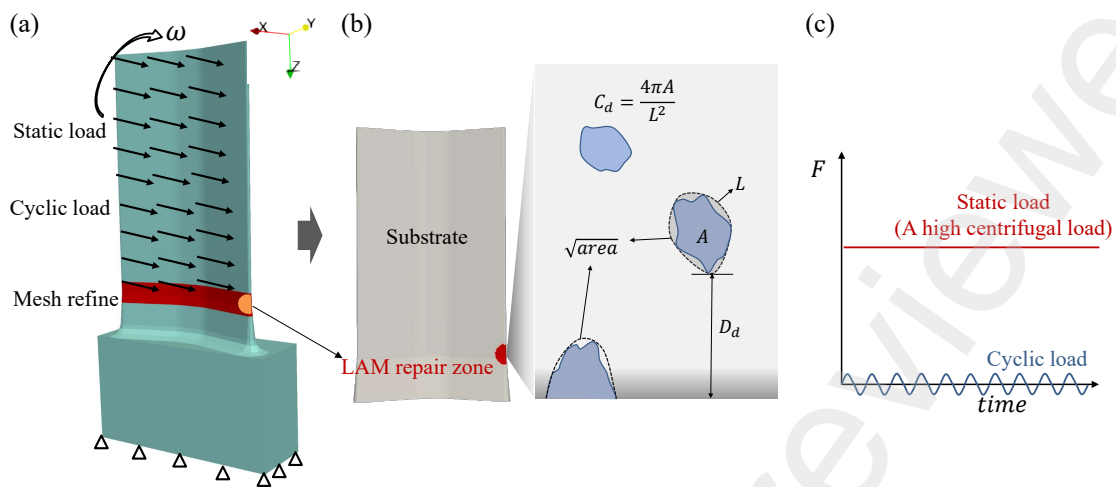 (a)
ω
X
Y
Z
Static load
Cyclic load
Mesh refine
(b)
Substrate
LAM repair zone
C_d = 4πA / L²
L
A
√area
D_d
(c)
F
Static load
(A high centrifugal load)
Cyclic load
time